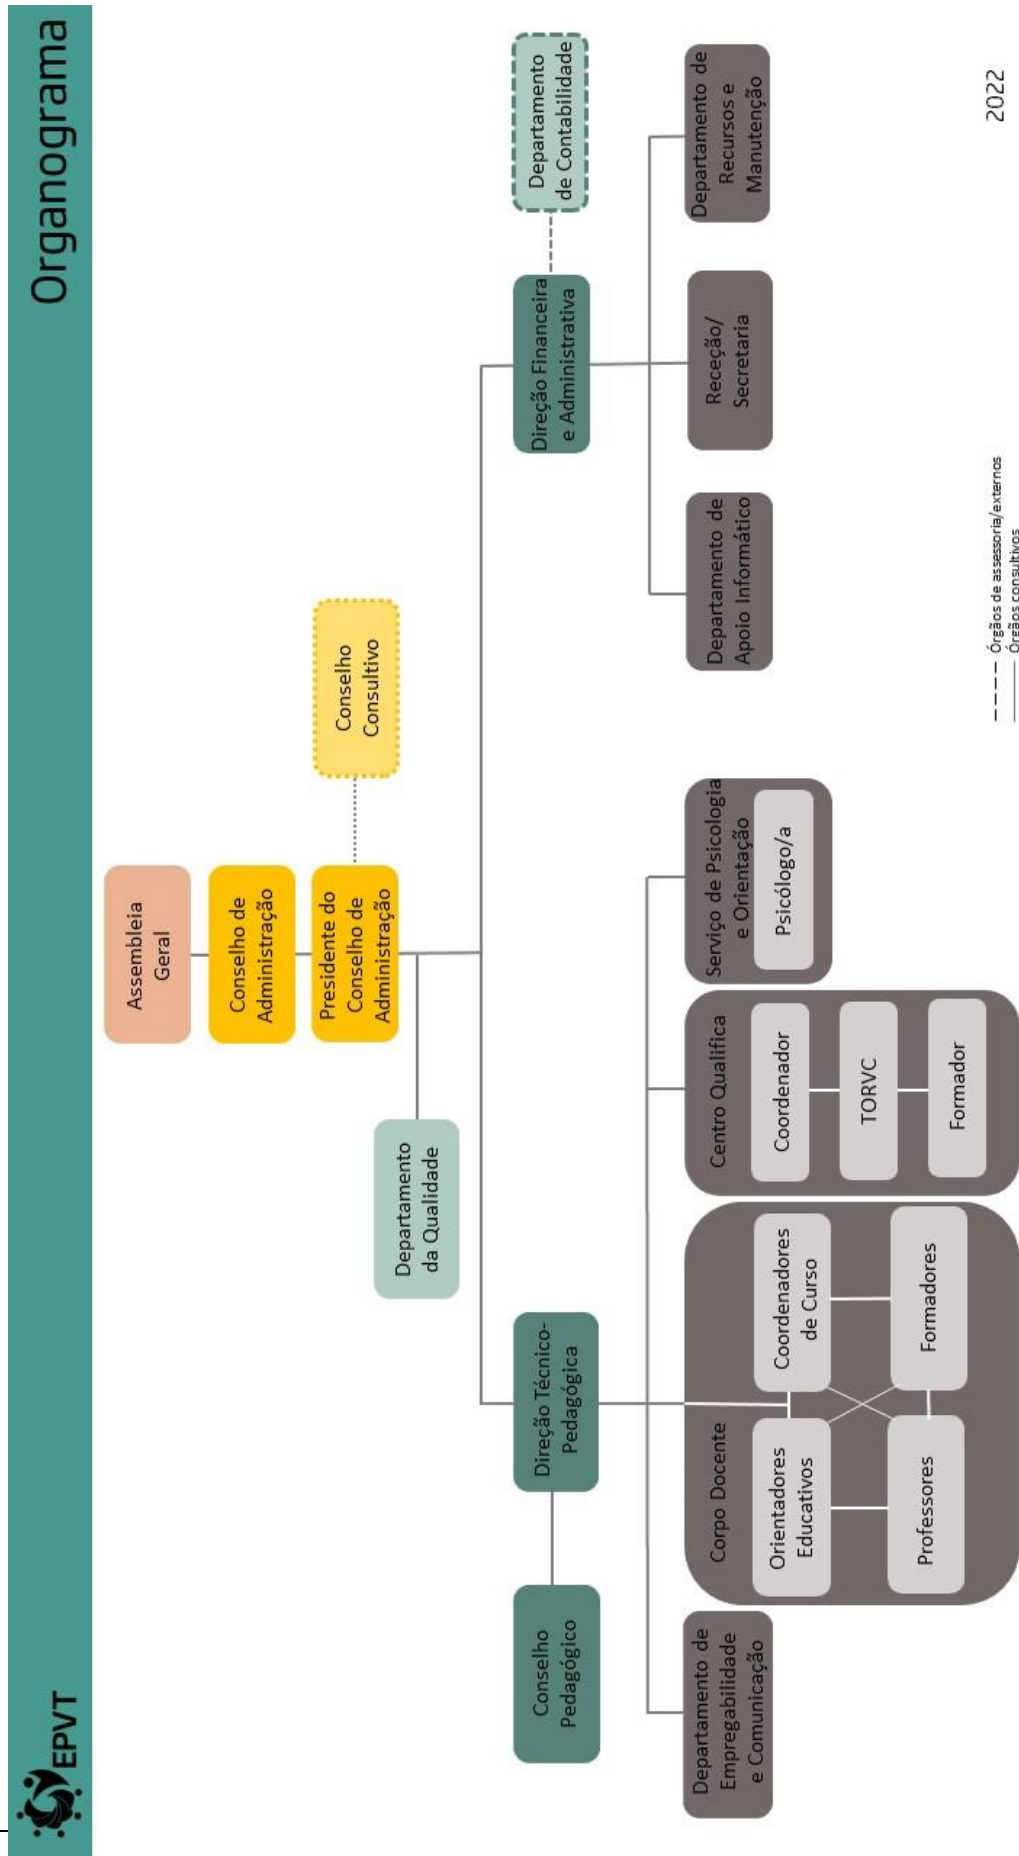 EPVT
Organograma
Assembleia
Geral
Conselho de
Administração
Presidente do
Conselho de
Administração
Conselho
Consultivo
Departamento
da Qualidade
Conselho
Pedagógico
Direção Técnico-
Pedagógica
Direção Financeira
e Administrativa
Departamento
de Contabilidade
Departamento de
Empregabilidade
e Comunicação
Corpo Docente
Orientadores
Educativos
Coordenadores
de Curso
Professores
Formadores
Centro Qualifica
Coordenador
TORVC
Formador
Serviço de Psicologia
e Orientação
Psicólogo/a
Departamento de
Apoio Informático
Receção/
Secretaria
Departamento de
Recursos e
Manutenção
Órgãos de assessoria/externos
Órgãos consultivos
2022